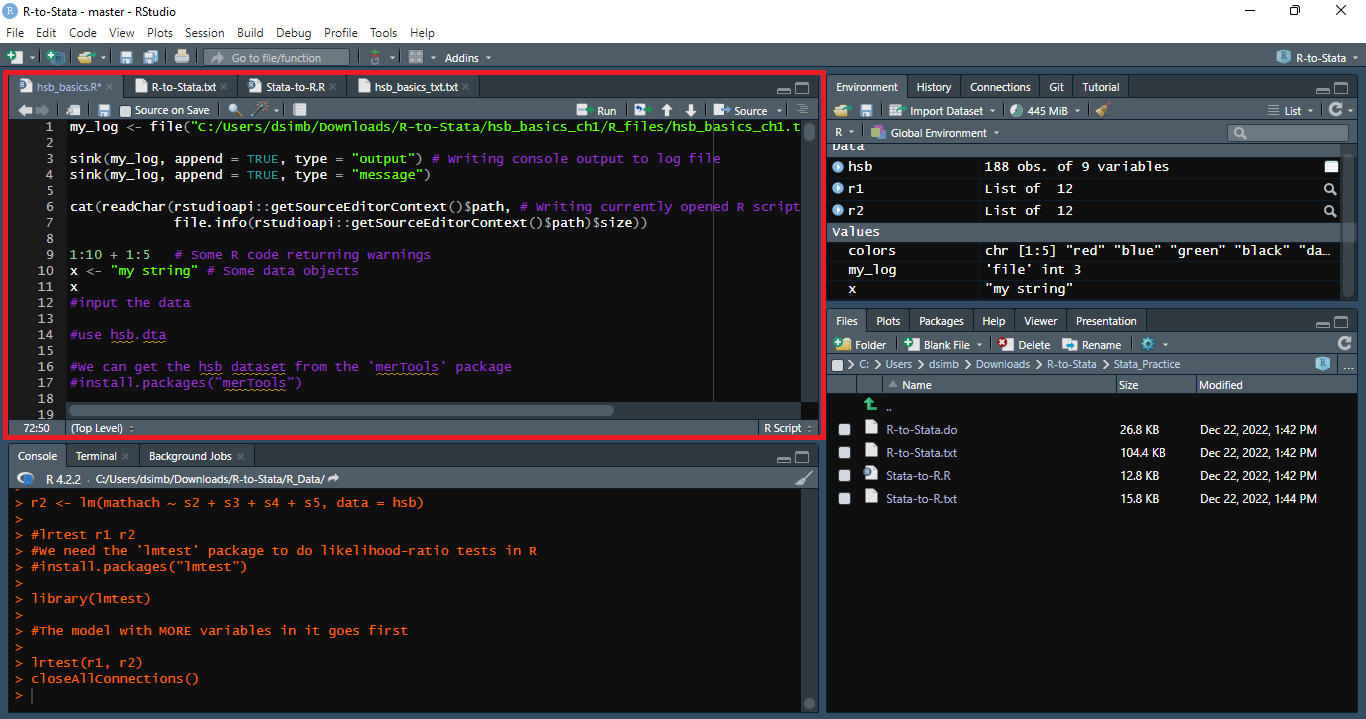 R-to-Stata - master - RStudio
File Edit Code View Plots Session Build Debug Profile Tools Help
Go to file/function Addins R-to-Stata
hsb_basics.R* R-to-Stata.txt Stata-to-R.R hsb_basics_txt.txt
Source on Save Run Source
1 my_log <- file("C:/Users/dsimb/Downloads/R-to-Stata/hsb_basics_ch1/R_files/hsb_basics_ch1.t
2
3 sink(my_log, append = TRUE, type = "output") # Writing console output to log file
4 sink(my_log, append = TRUE, type = "message")
5
6 cat(readChar(rstudioapi::getSourceEditorContext()$path, # Writing currently opened R script
7 file.info(rstudioapi::getSourceEditorContext()$path)$size))
8
9 1:10 + 1:5 # Some R code returning warnings
10 x <- "my string" # Some data objects
11 x
12 #input the data
13
14 #use hsb.dta
15
16 #We can get the hsb dataset from the 'merTools' package
17 #install.packages("merTools")
18
19
72:50 (Top Level) R Script
Console Terminal Background Jobs
R 4.2.2 · C:/Users/dsimb/Downloads/R-to-Stata/R_Data/
> r2 <- lm(mathach ~ s2 + s3 + s4 + s5, data = hsb)
>
> #lrtest r1 r2
> #We need the 'lmtest' package to do likelihood-ratio tests in R
> #install.packages("lmtest")
>
> library(lmtest)
>
> #The model with MORE variables in it goes first
>
> lrtest(r1, r2)
> closeAllConnections()
>
Environment History Connections Git Tutorial
Import Dataset 445 MiB List
R Global Environment
Data
hsb 188 obs. of 9 variables
r1 List of 12
r2 List of 12
Values
colors chr [1:5] "red" "blue" "green" "black" "da…
my_log 'file' int 3
x "my string"
Files Plots Packages Help Viewer Presentation
Folder Blank File Delete Rename
C: > Users > dsimb > Downloads > R-to-Stata > Stata_Practice ...
Name Size Modified
..
R-to-Stata.do 26.8 KB Dec 22, 2022, 1:42 PM
R-to-Stata.txt 104.4 KB Dec 22, 2022, 1:42 PM
Stata-to-R.R 12.8 KB Dec 22, 2022, 1:42 PM
Stata-to-R.txt 15.8 KB Dec 22, 2022, 1:44 PM